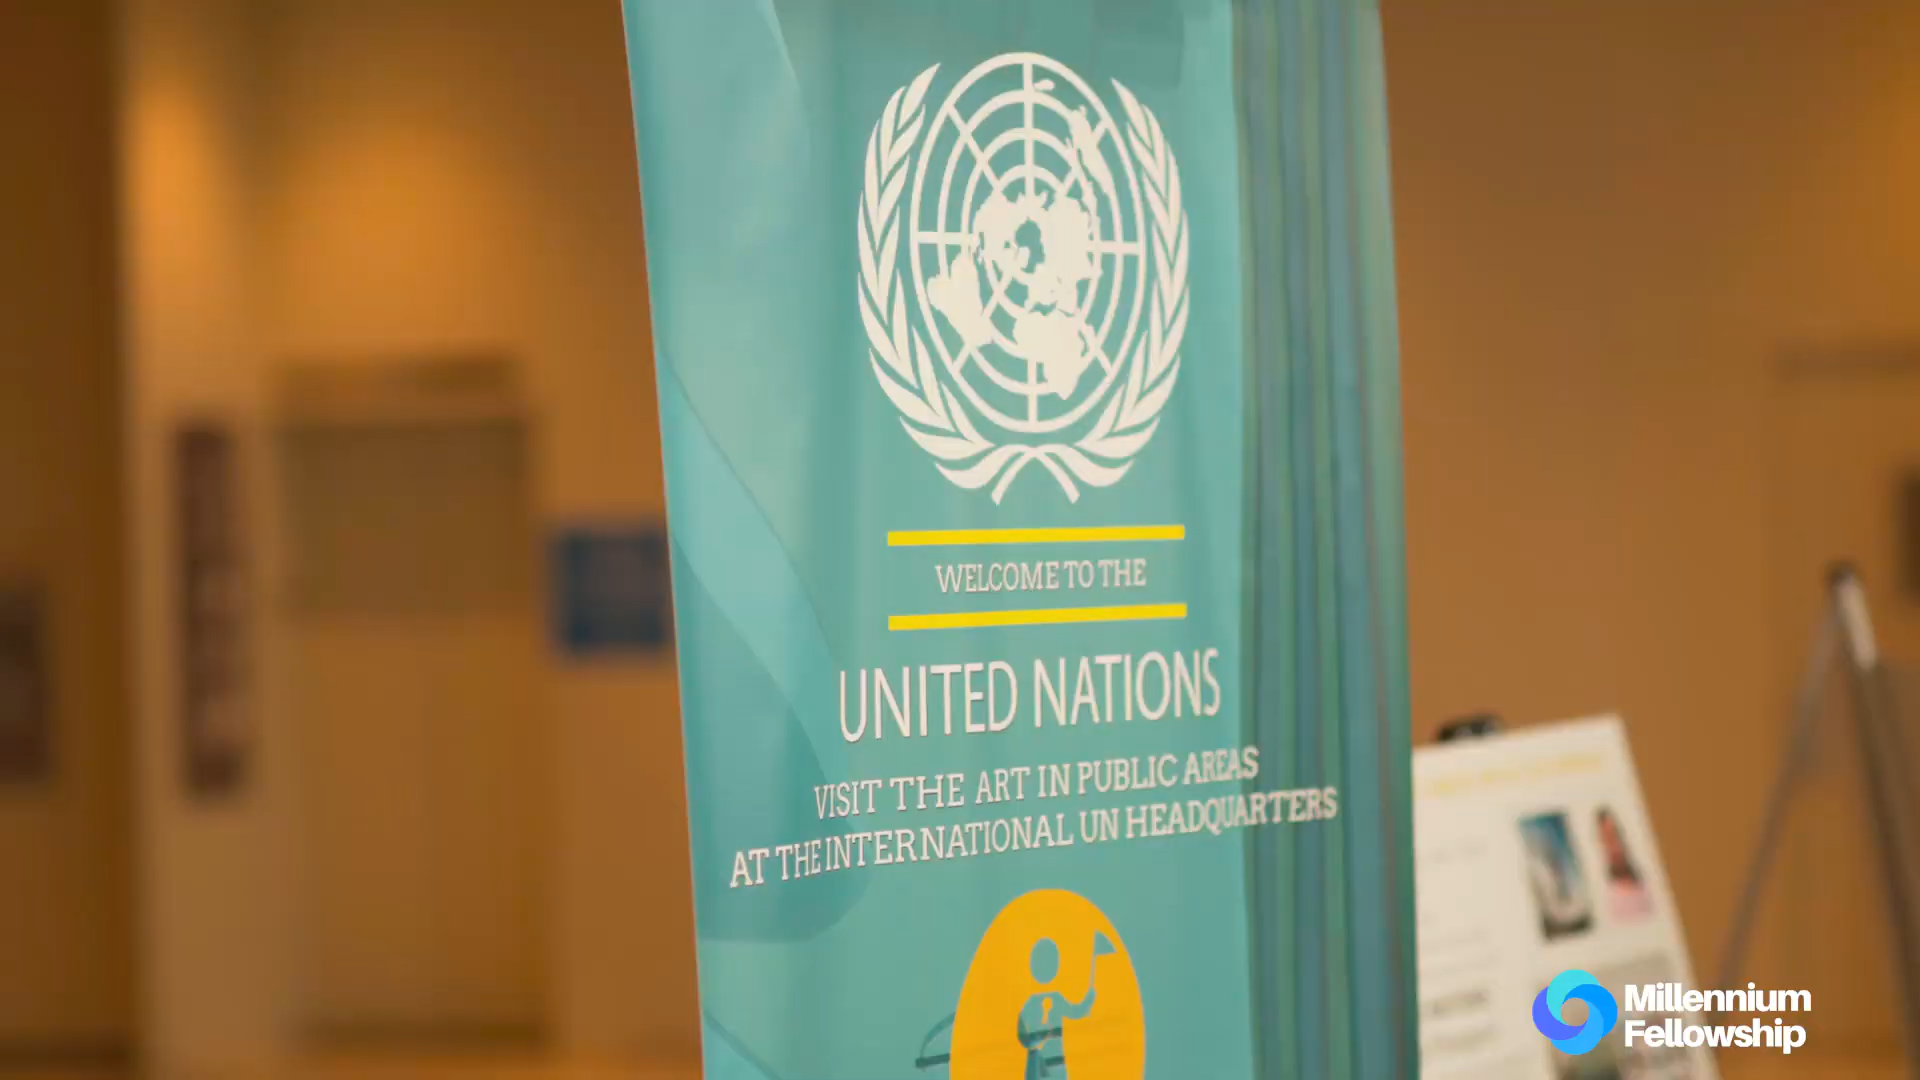 WELCOME TO THE
UNITED NATIONS
VISIT THE ART IN PUBLIC AREAS
AT THE INTERNATIONAL UN HEADQUARTERS
Millennium
Fellowship